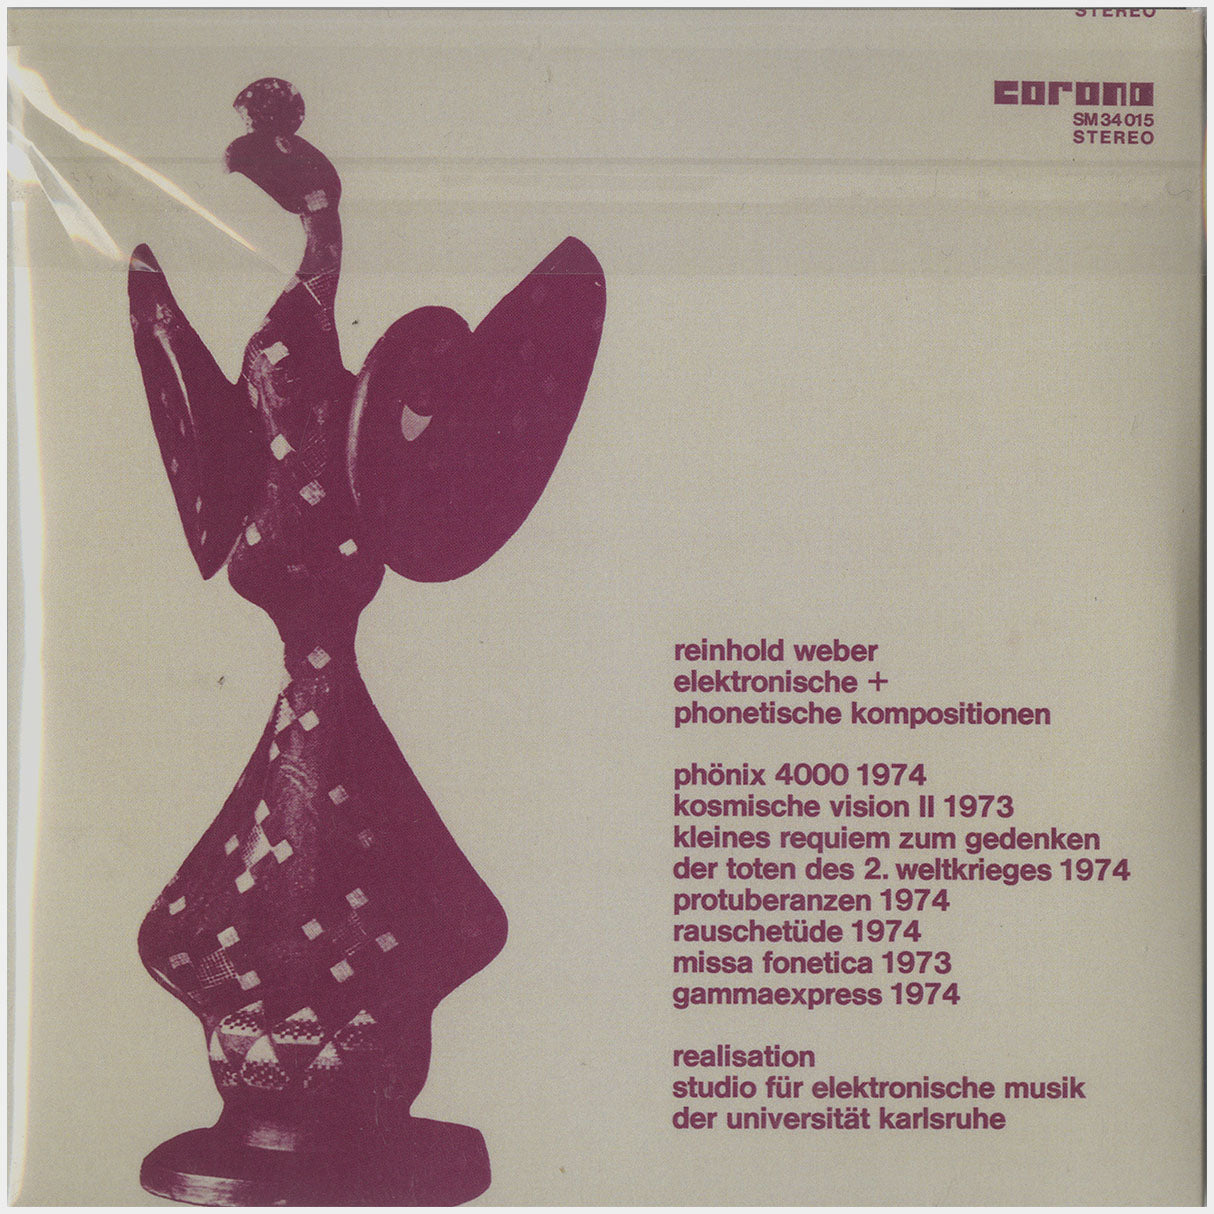 STEREO
corona
SM 34 015
STEREO
reinhold weber
elektronische +
phonetische kompositionen
phönix 4000 1974
kosmische vision II 1973
kleines requiem zum gedenken
der toten des 2. weltkrieges 1974
protuberanzen 1974
rauschetüde 1974
missa fonetica 1973
gammaexpress 1974
realisation
studio für elektronische musik
der universität karlsruhe